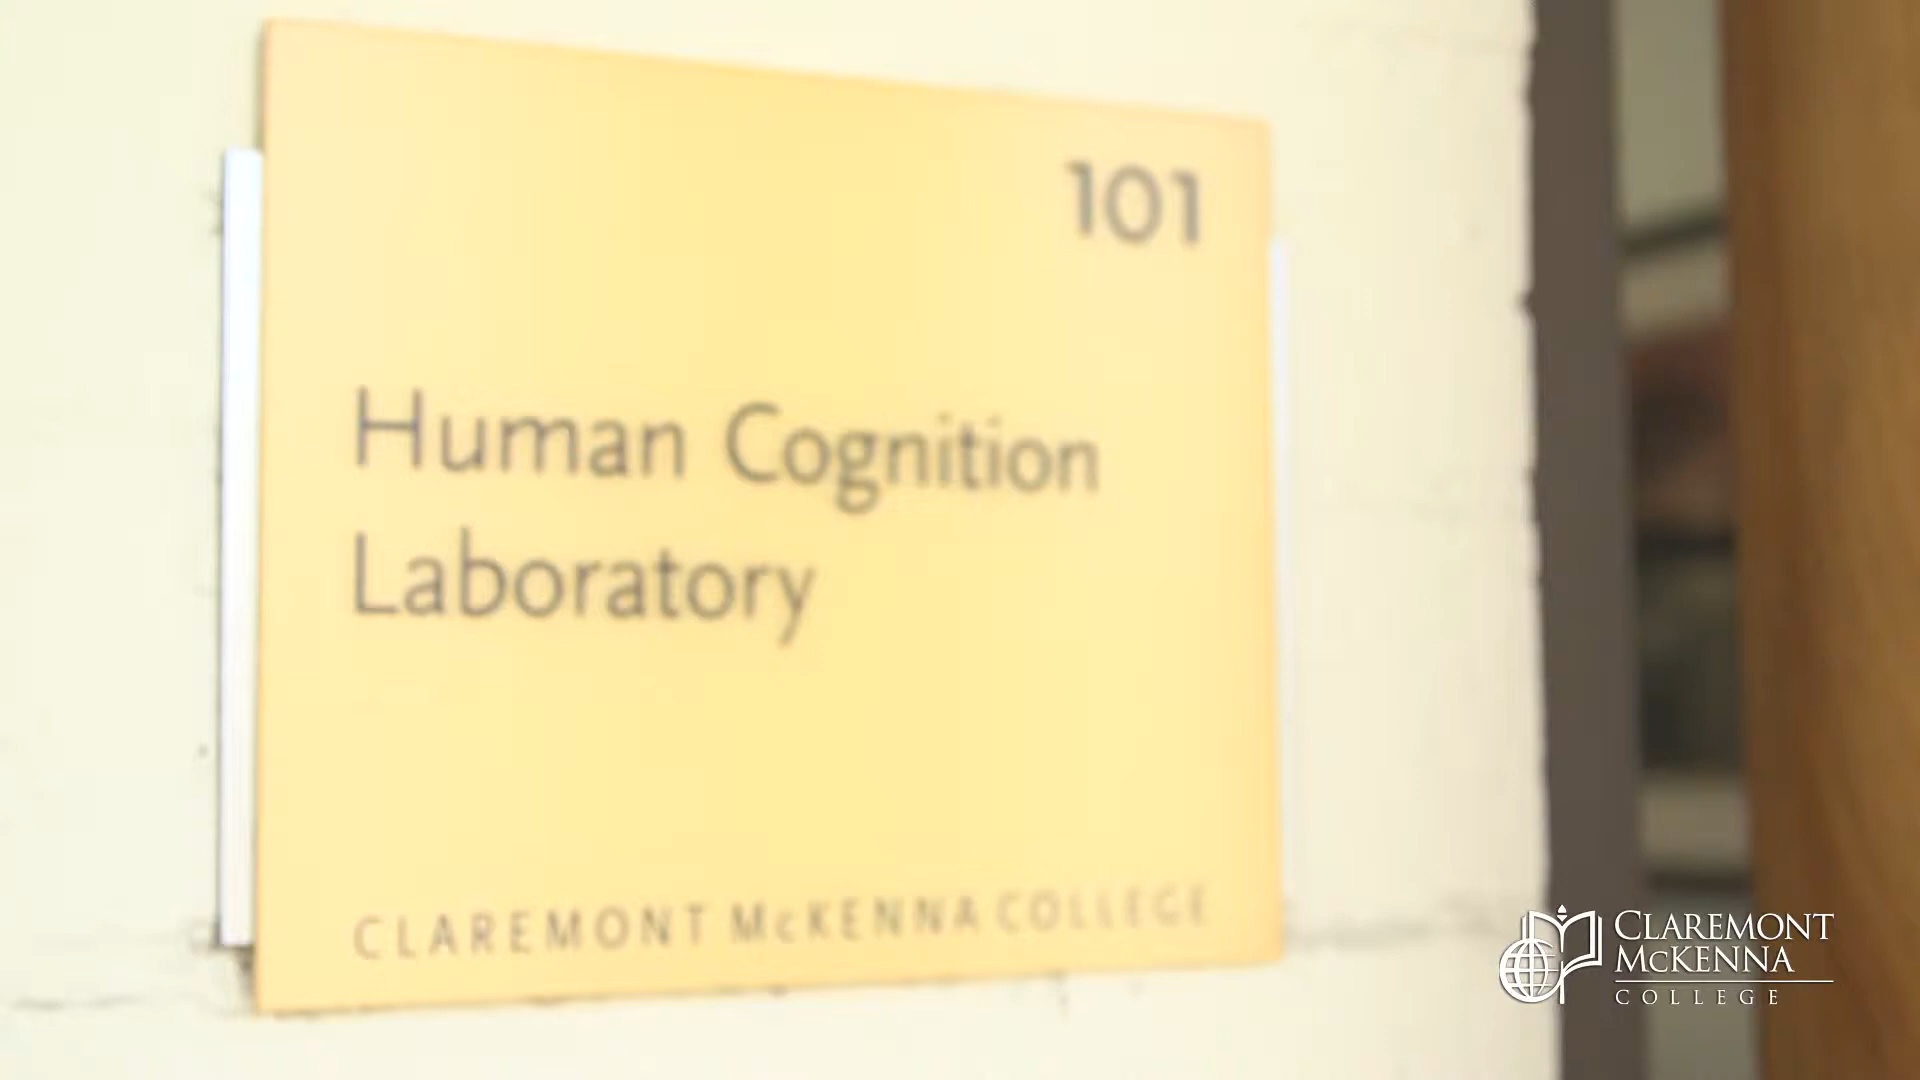 101
Human Cognition
Laboratory
CLAREMONT McKENNA COLLEGE
CLAREMONT
MCKENNA
COLLEGE